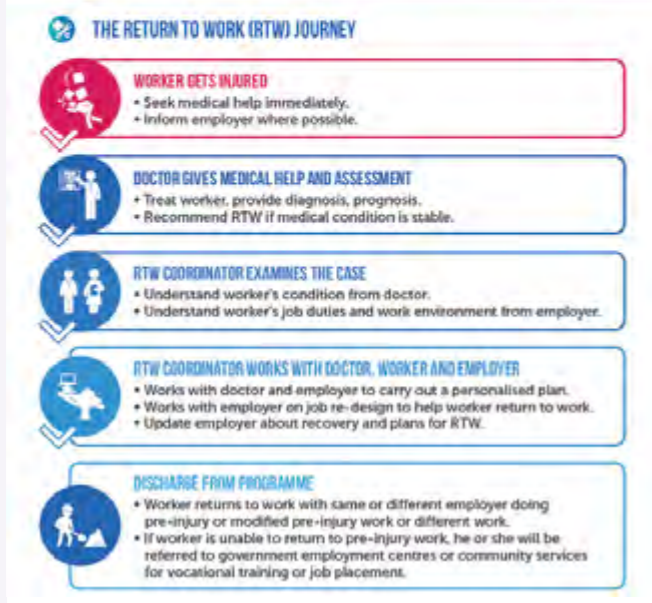 THE RETURN TO WORK (RTW) JOURNEY
WORKER GETS INJURED
• Seek medical help immediately.
• Inform employer where possible.
DOCTOR GIVES MEDICAL HELP AND ASSESSMENT
• Treat worker, provide diagnosis, prognosis.
• Recommend RTW if medical condition is stable.
RTW COORDINATOR EXAMINES THE CASE
• Understand worker's condition from doctor.
• Understand worker's job duties and work environment from employer.
RTW COORDINATOR WORKS WITH DOCTOR, WORKER AND EMPLOYER
• Works with doctor and employer to carry out a personalised plan.
• Works with employer on job re-design to help worker return to work.
• Update employer about recovery and plans for RTW.
DISCHARGE FROM PROGRAMME
• Worker returns to work with same or different employer doing
pre-injury or modified pre-injury work or different work.
• If worker is unable to return to pre-injury work, he or she will be
referred to government employment centres or community services
for vocational training or job placement.